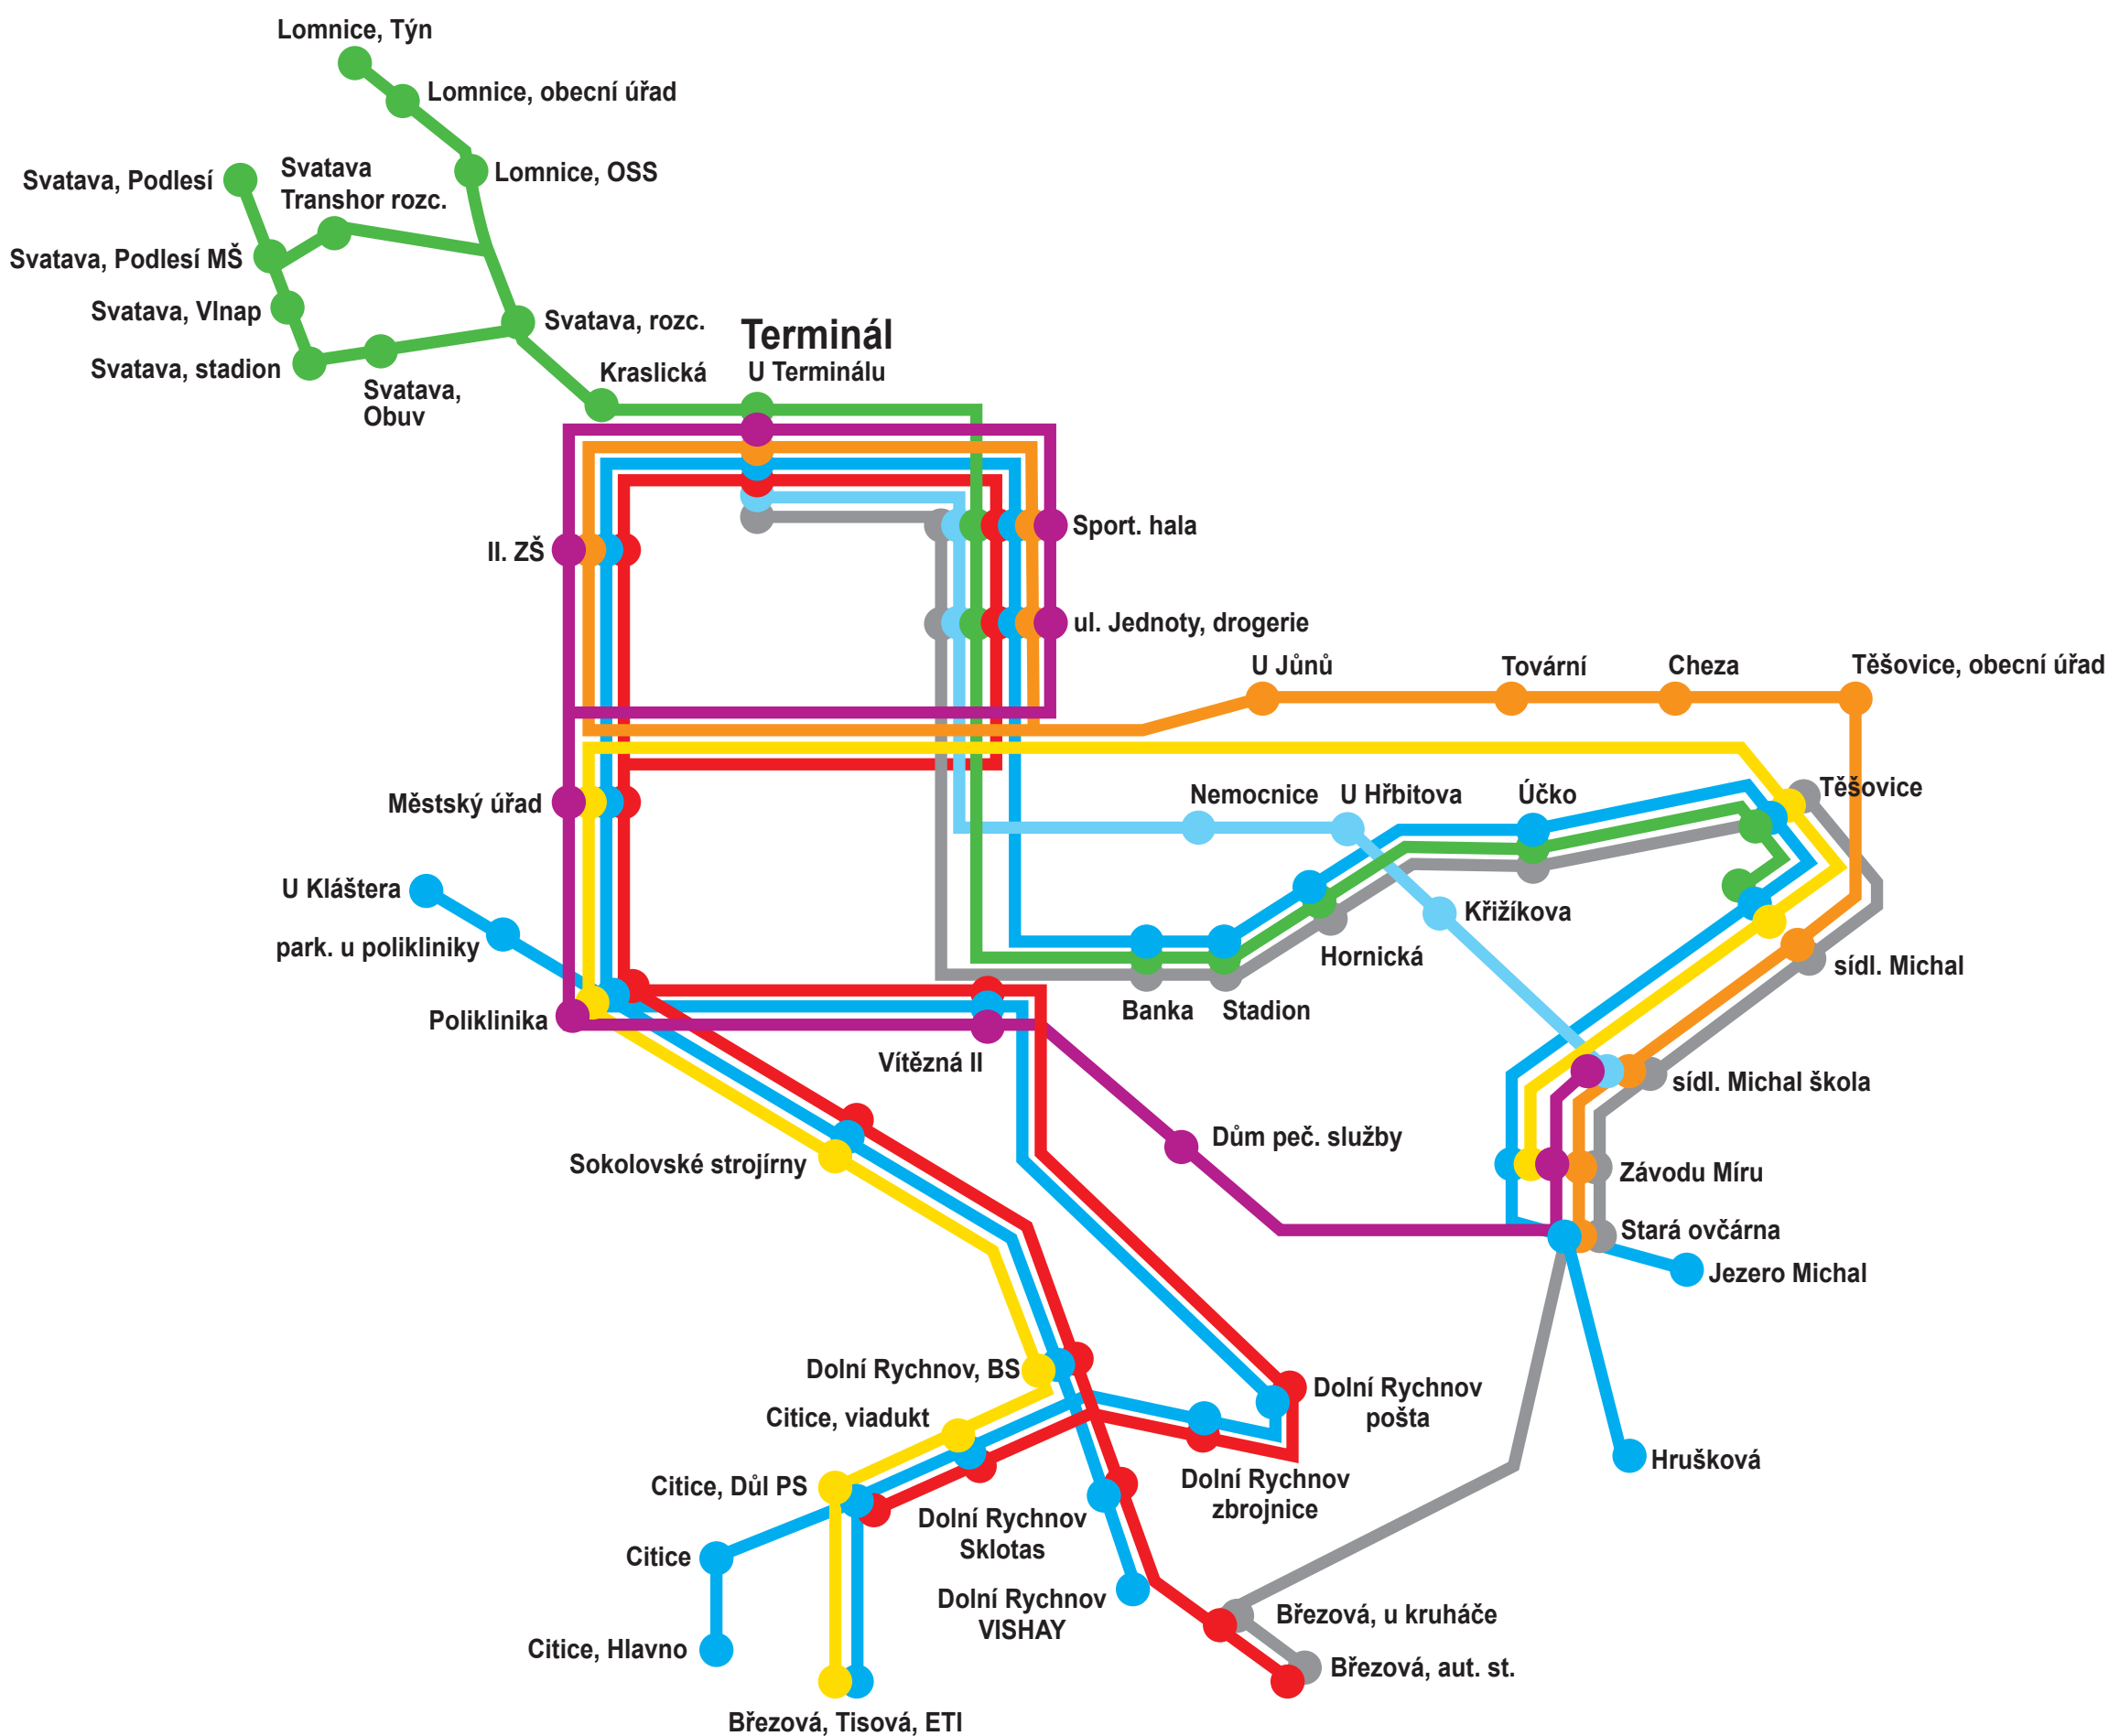 Lomnice, Týn
Lomnice, obecní úřad
Svatava
Transhor rozc.
Lomnice, OSS
Svatava, Podlesí
Svatava, Podlesí MŠ
Svatava, Vlnap
Svatava, rozc.
Svatava, stadion
Svatava,
Obuv
Kraslická
Terminál
U Terminálu
Sport. hala
II. ZŠ
ul. Jednoty, drogerie
U Jůnů
Tovární
Cheza
Těšovice, obecní úřad
Městský úřad
Nemocnice
U Hřbitova
Účko
Těšovice
U Kláštera
park. u polikliniky
Křižíkova
Hornická
sídl. Michal
Poliklinika
Banka
Stadion
Vítězná II
sídl. Michal škola
Dům peč. služby
Sokolovské strojírny
Závodu Míru
Stará ovčárna
Jezero Michal
Dolní Rychnov, BS
Dolní Rychnov
pošta
Citice, viadukt
Hrušková
Citice, Důl PS
Dolní Rychnov
zbrojnice
Dolní Rychnov
Sklotas
Citice
Dolní Rychnov
VISHAY
Březová, u kruháče
Citice, Hlavno
Březová, aut. st.
Březová, Tisová, ETI